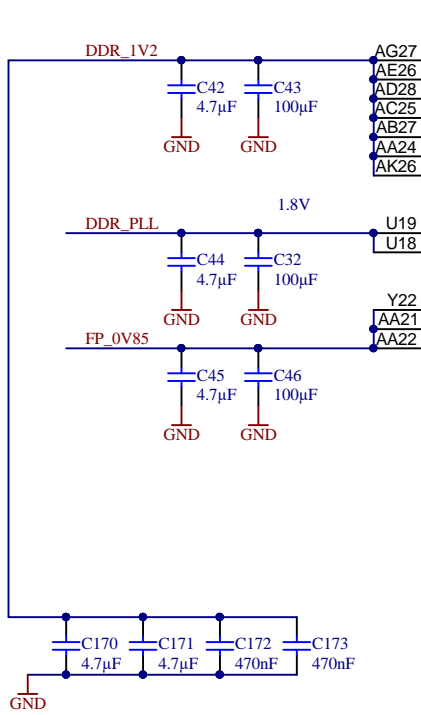 DDR_1V2
AG27
AE26
AD28
AC25
AB27
AA24
AK26
C42
4.7µF
C43
100µF
GND
GND
1.8V
DDR_PLL
U19
U18
C44
4.7µF
C32
100µF
GND
GND
Y22
AA21
AA22
FP_0V85
C45
4.7µF
C46
100µF
GND
GND
C170
4.7µF
C171
4.7µF
C172
470nF
C173
470nF
GND